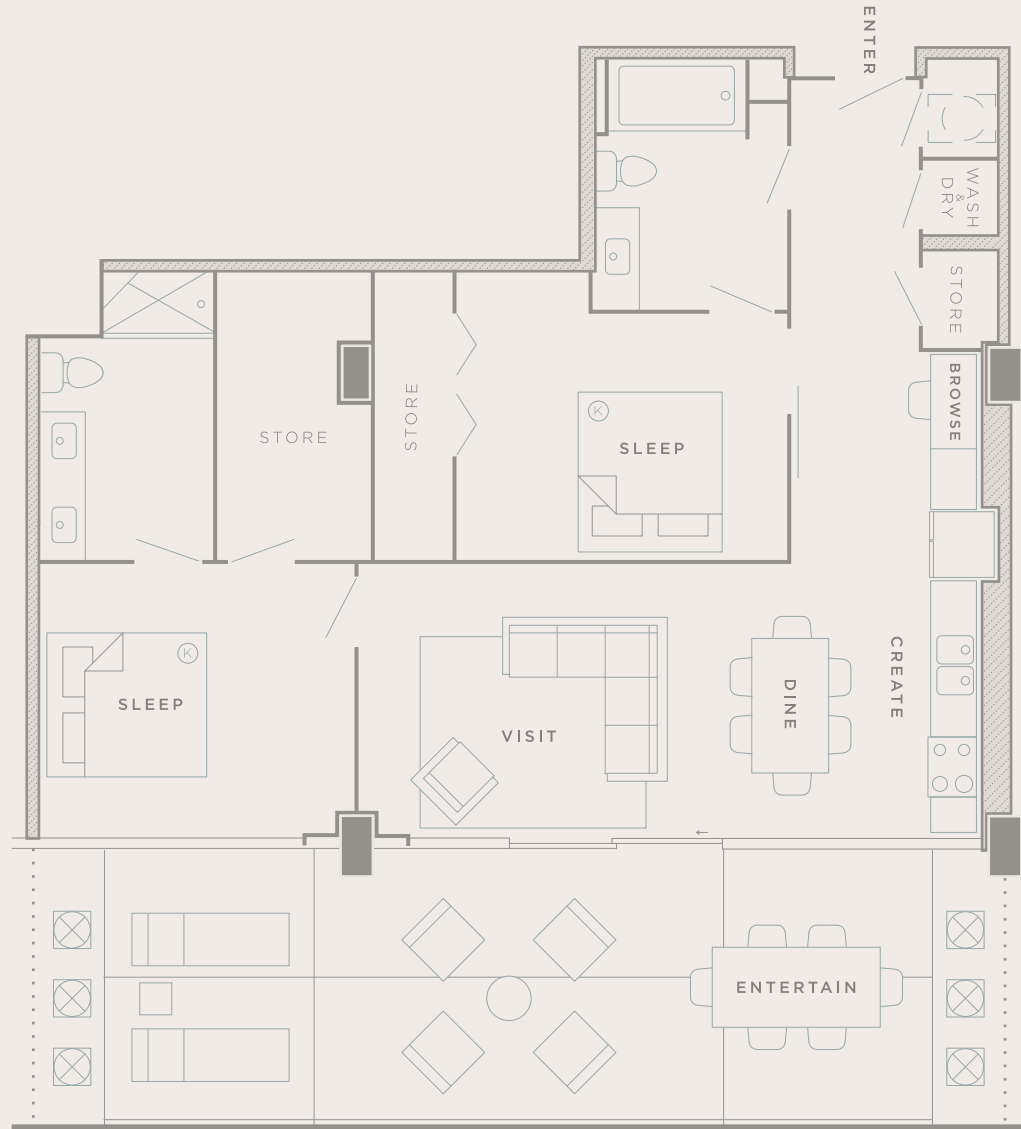 ENTER
WASH
&
DRY
STORE
BROWSE
STORE
STORE
K
SLEEP
K
SLEEP
VISIT
DINE
CREATE
ENTERTAIN